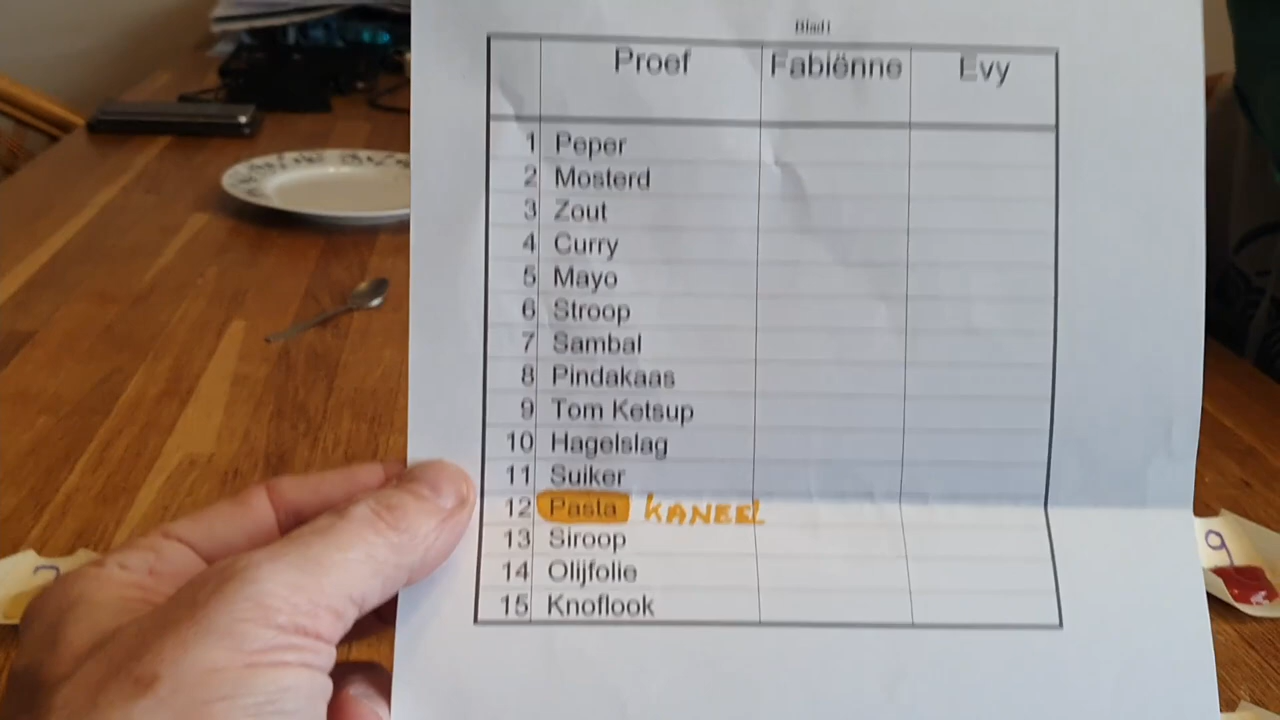 Blad1
Proef Fabiënne Evy
1 Peper
2 Mosterd
3 Zout
4 Curry
5 Mayo
6 Stroop
7 Sambal
8 Pindakaas
9 Tom Ketsup
10 Hagelslag
11 Suiker
12 Pasta KANEEL
13 Siroop
14 Olijfolie
15 Knoflook
9